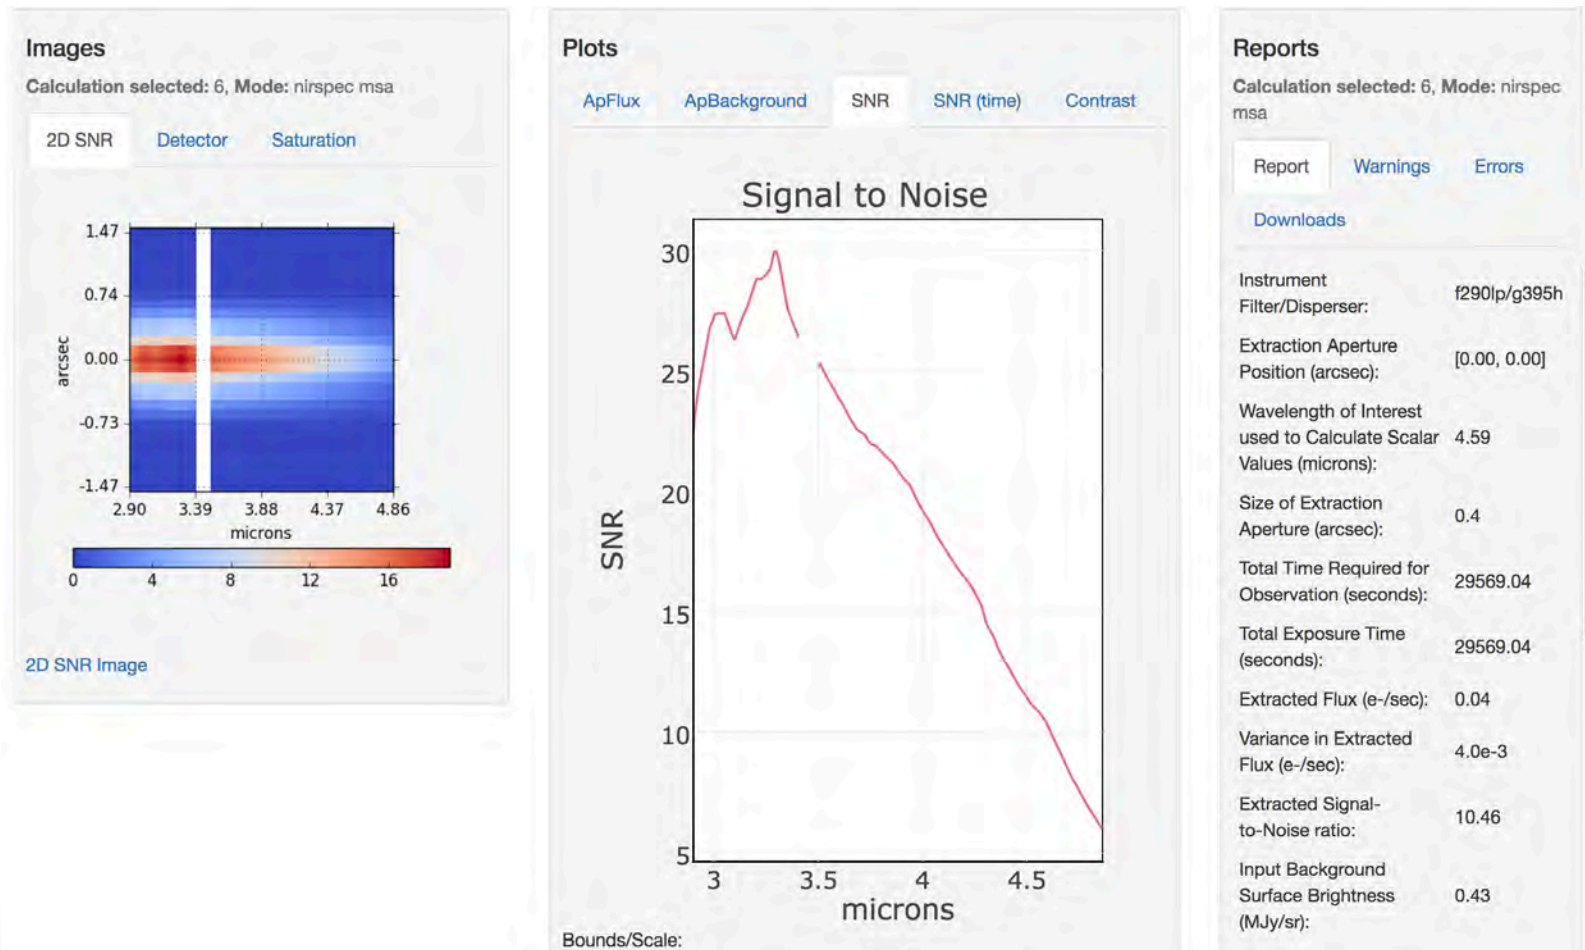 Images
Calculation selected: 6, Mode: nirspec msa
2D SNR
Detector
Saturation
1.47
0.74
0.00
-0.73
-1.47
arcsec
2.90
3.39
3.88
4.37
4.86
microns
0
4
8
12
16
2D SNR Image
Plots
ApFlux
ApBackground
SNR
SNR (time)
Contrast
Signal to Noise
30
25
20
15
10
5
SNR
3
3.5
4
4.5
microns
Bounds/Scale:
Reports
Calculation selected: 6, Mode: nirspec
msa
Report
Warnings
Errors
Downloads
Instrument
Filter/Disperser:
f290lp/g395h
Extraction Aperture
Position (arcsec):
[0.00, 0.00]
Wavelength of Interest
used to Calculate Scalar
Values (microns):
4.59
Size of Extraction
Aperture (arcsec):
0.4
Total Time Required for
Observation (seconds):
29569.04
Total Exposure Time
(seconds):
29569.04
Extracted Flux (e-/sec):
0.04
Variance in Extracted
Flux (e-/sec):
4.0e-3
Extracted Signal-
to-Noise ratio:
10.46
Input Background
Surface Brightness
(MJy/sr):
0.43